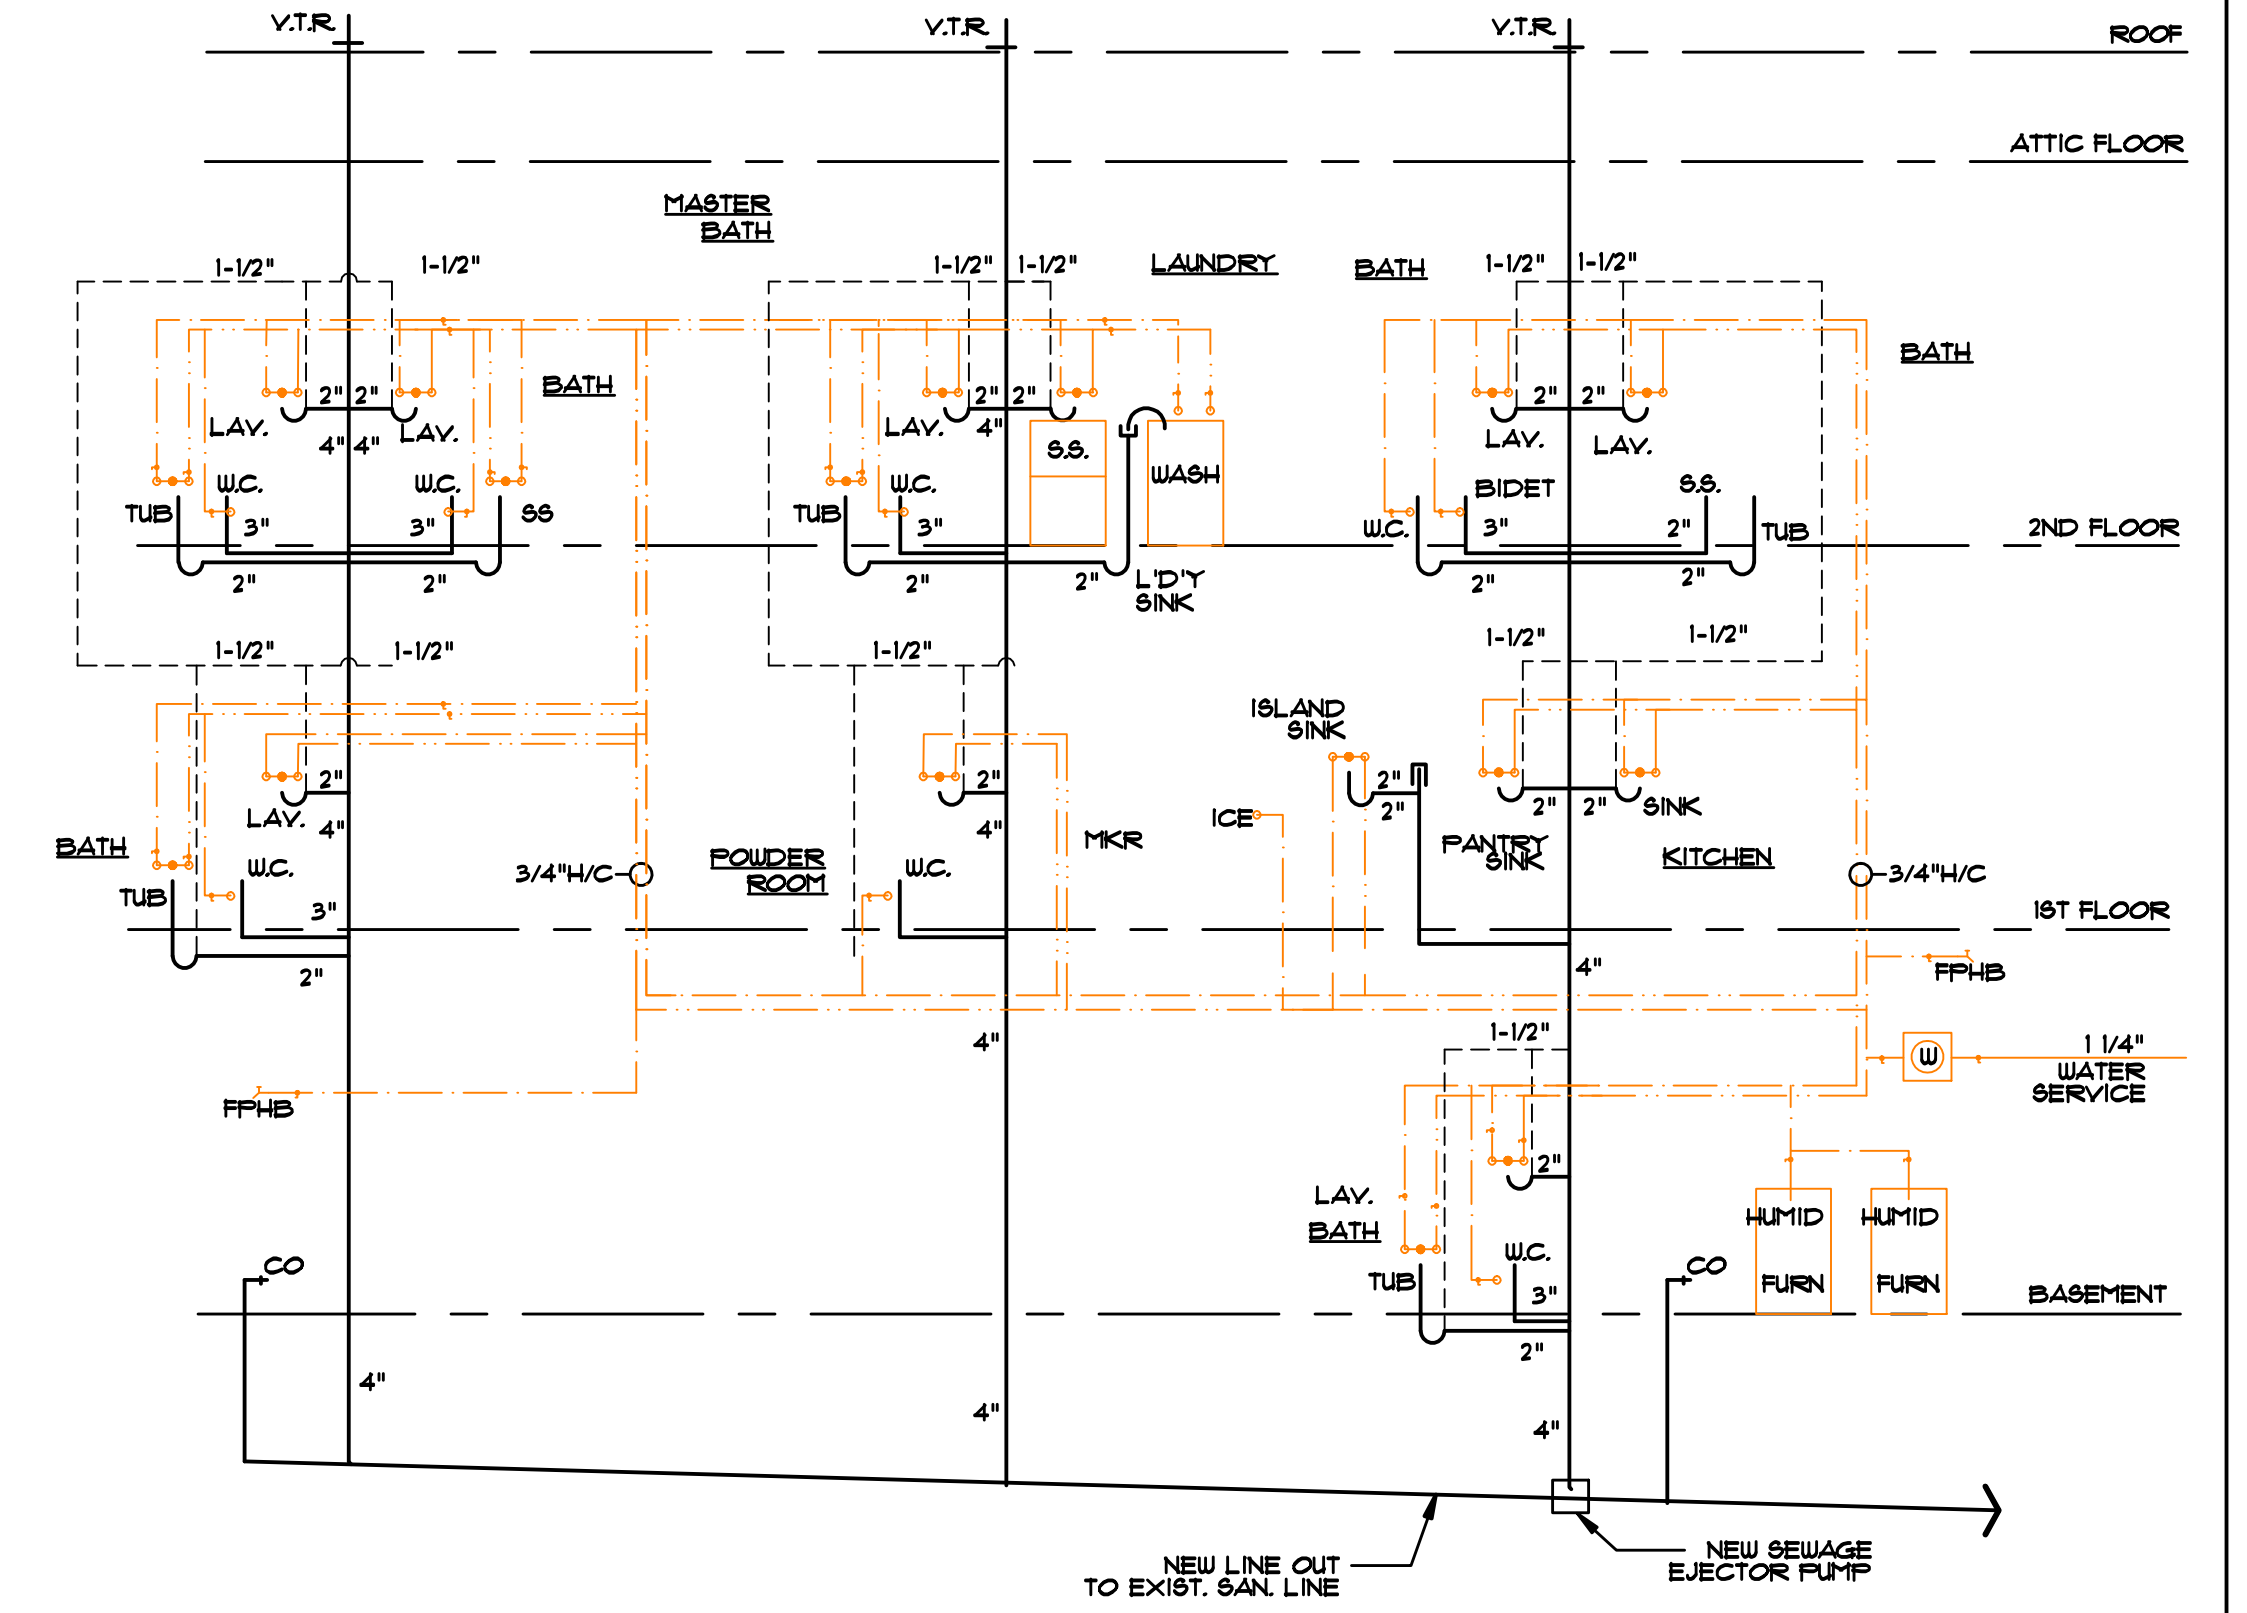 V.T.R.
V.T.R.
V.T.R.
ROOF
ATTIC FLOOR
MASTER
BATH
1-1/2"
1-1/2"
1-1/2"
1-1/2"
LAUNDRY
BATH
1-1/2"
1-1/2"
BATH
BATH
2"
2"
LAV.
LAV.
4"
4"
2"
2"
LAV.
4"
S.S.
WASH
2"
2"
LAV.
LAV.
W.C.
W.C.
TUB
3"
3"
SS
W.C.
TUB
3"
BIDET
S.S.
W.C.
3"
2"
TUB
2ND FLOOR
2"
2"
2"
2"
L'D'Y
SINK
2"
2"
1-1/2"
1-1/2"
1-1/2"
1-1/2"
1-1/2"
ISLAND
SINK
2"
LAV.
4"
2"
4"
MKR
ICE
2"
2"
2"
2"
SINK
PANTRY
SINK
KITCHEN
BATH
W.C.
TUB
3"
3/4"H/C
POWDER
ROOM
W.C.
3/4"H/C
1ST FLOOR
2"
4"
FPHB
4"
1-1/2"
1 1/4"
WATER
SERVICE
W
FPHB
2"
LAV.
BATH
W.C.
TUB
3"
HUMID
HUMID
FURN
FURN
CO
CO
BASEMENT
2"
4"
4"
4"
NEW LINE OUT
TO EXIST. SAN. LINE
NEW SEWAGE
EJECTOR PUMP